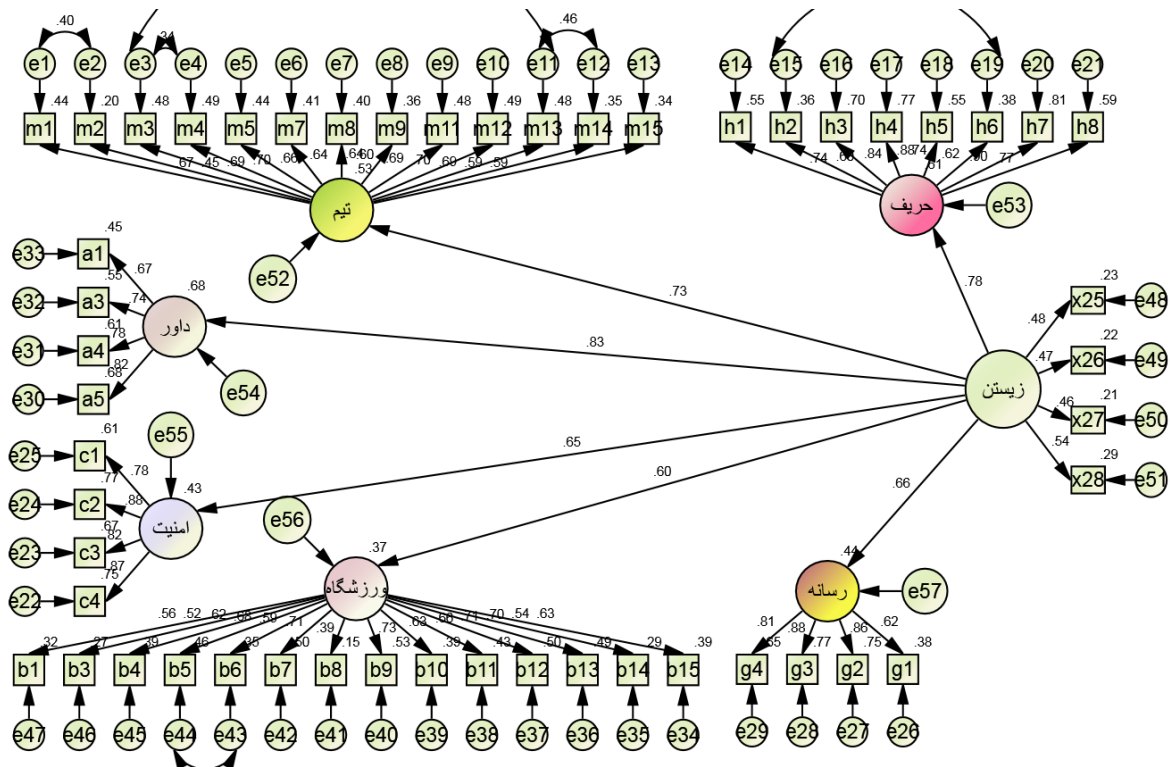 .40 .34 .46
e1 e2 e3 e4 e5 e6 e7 e8 e9 e10 e11 e12 e13 e14 e15 e16 e17 e18 e19 e20 e21
.44 .20 .48 .49 .44 .41 .40 .36 .48 .49 .48 .35 .34 .55 .36 .70 .77 .55 .38 .81 .59
m1 m2 m3 m4 m5 m7 m8 m9 m11 m12 m13 m14 m15 h1 h2 h3 h4 h5 h6 h7 h8
.67 .45 .69 .70 .66 .64 .64 .60 .69 .70 .69 .59 .59 .74 .84 .88 .74 .62 .77
.53
تیم
حریف
e53
e52
.45
e33 a1
.67
.55
.68
e32 a3
.74
.61
داور
e31 a4
.78
.82
.68
e30 a5
e54
.73
.78
.83
.23
x25 e48
.48
.22
x26 e49
.47
زیستن
.21
x27 e50
.46
.54
.29
x28 e51
e55
.61
e25 c1
.78
.77
.65
.43
e24 c2
.88
امنیت
.67
.82
e23 c3
.87
.75
e22 c4
.60
.66
e56
.37
ورزشگاه
.44
رسانه
e57
.56 .52 .62 .68 .59 .71 .39 .73 .63 .66 .71 .70 .54 .63
.81 .88 .86 .62
.32 .27 .39 .46 .35 .50 .15 .53 .39 .43 .50 .49 .29 .39
.77 .75 .38
b1 b3 b4 b5 b6 b7 b8 b9 b10 b11 b12 b13 b14 b15 g4 g3 g2 g1
e47 e46 e45 e44 e43 e42 e41 e40 e39 e38 e37 e36 e35 e34 e29 e28 e27 e26